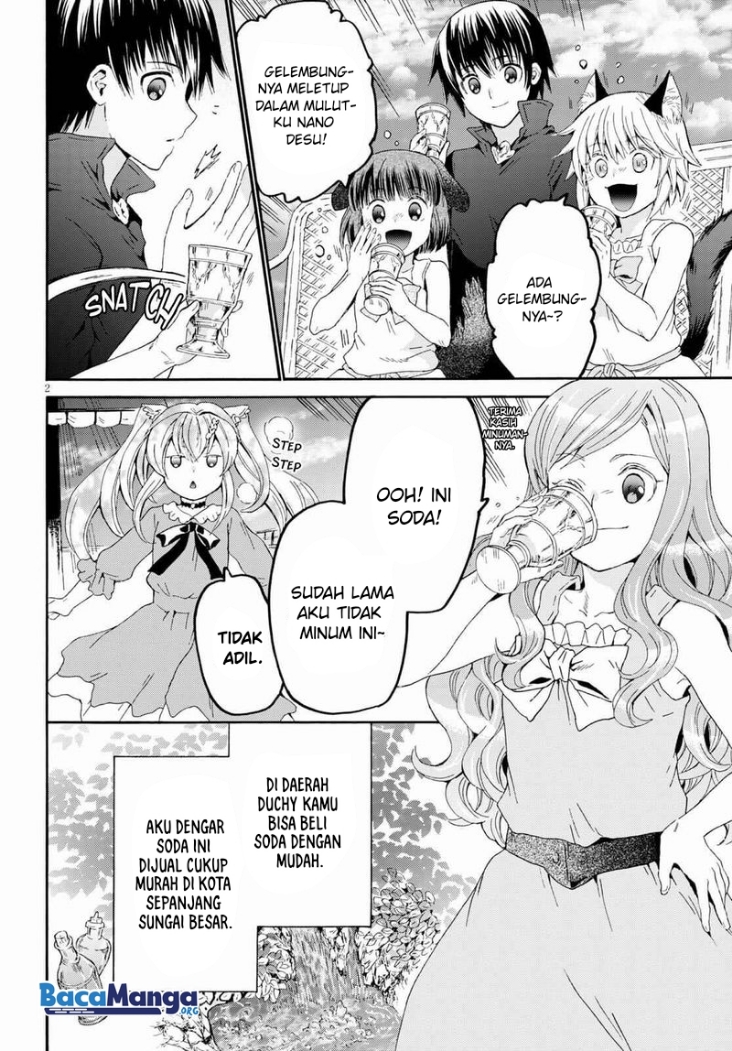 GELEMBUNG-
NYA MELETUP
DALAM MULUT-
KU NANO
DESU!
ADA
GELEMBUNG-
NYA~?
SNATCH
2
TERIMA
KASIH
MINUMAN-
NYA.
OOH! INI
SODA!
SUDAH LAMA
AKU TIDAK
MINUM INI~
STEP
STEP
TIDAK
ADIL.
DI DAERAH
DUCHY KAMU
BISA BELI
SODA DENGAN
MUDAH.
AKU DENGAR
SODA INI
DIJUAL CUKUP
MURAH DI KOTA
SEPANJANG
SUNGAI BESAR.
BacaManga
.ORG